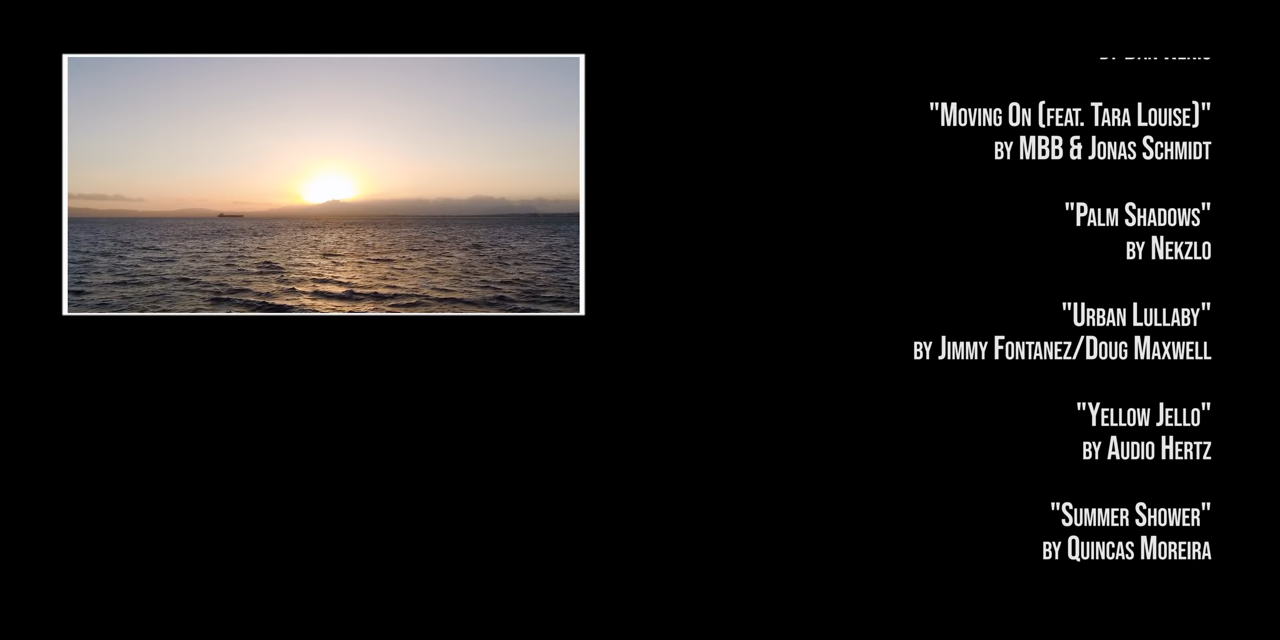 "Moving On (feat. Tara Louise)"
by MBB & Jonas Schmidt
"Palm Shadows"
by Nekzlo
"Urban Lullaby"
by Jimmy Fontanez/Doug Maxwell
"Yellow Jello"
by Audio Hertz
"Summer Shower"
by Quincas Moreira